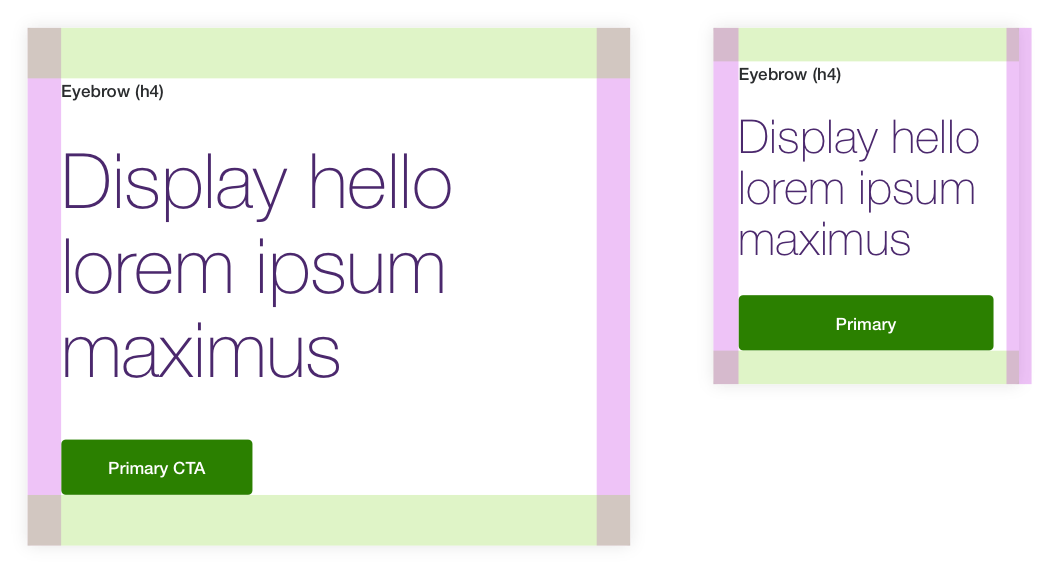 Eyebrow (h4)
Display hello
lorem ipsum
maximus
Primary CTA
Eyebrow (h4)
Display hello
lorem ipsum
maximus
Primary